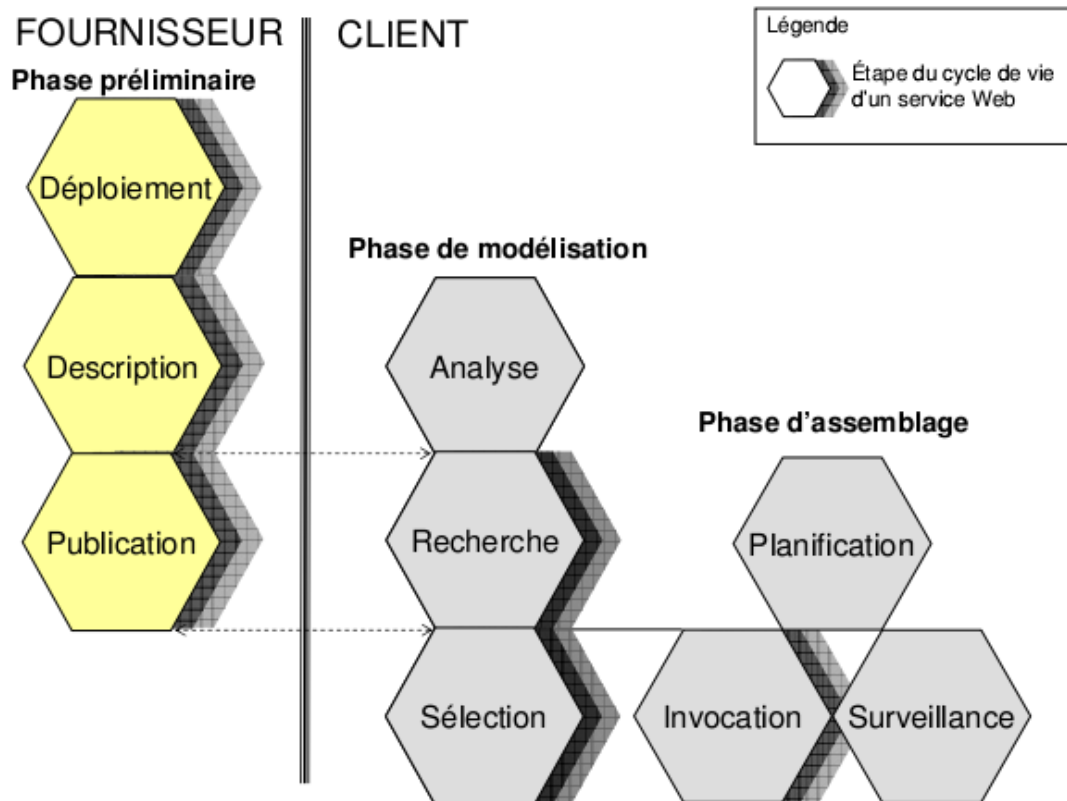 FOURNISSEUR
Phase préliminaire
Déploiement
Description
Publication
CLIENT
Phase de modélisation
Analyse
Recherche
Sélection
Phase d'assemblage
Planification
Invocation
Surveillance
Légende
Étape du cycle de vie
d'un service Web